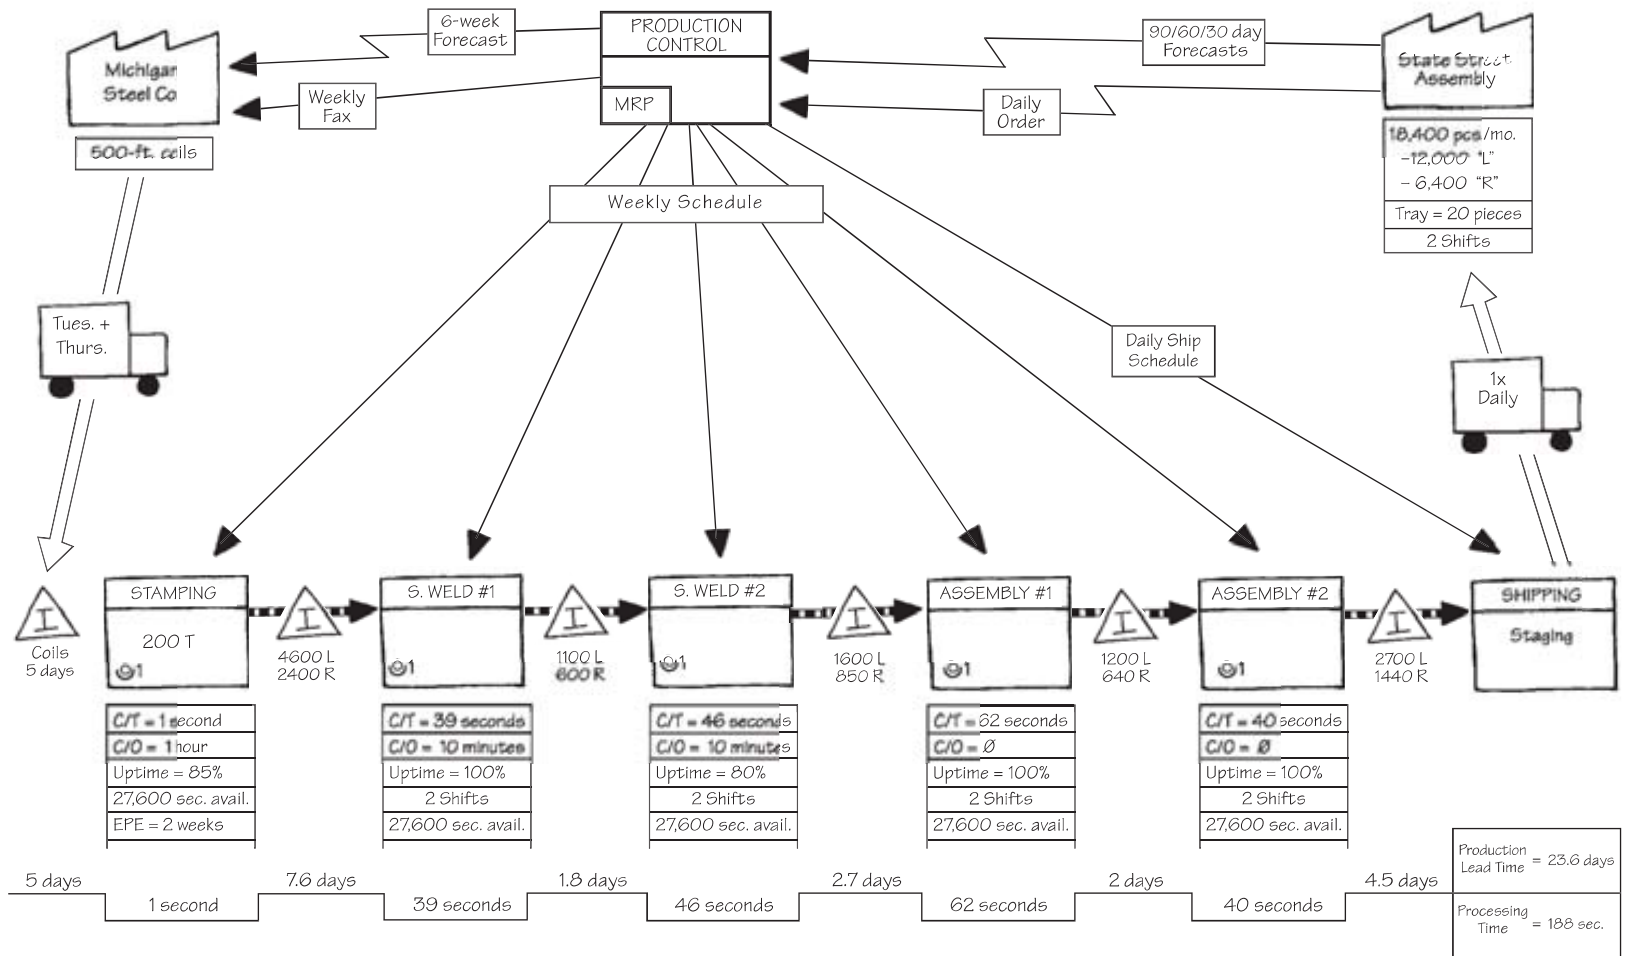 6-week
Forecast
PRODUCTION
CONTROL
MRP
90/60/30 day
Forecasts
State Street
Assembly
Michigan
Steel Co
Weekly
Fax
Daily
Order
500-ft. coils
18,400 pcs/mo.
-12,000 "L"
- 6,400 "R"
Tray = 20 pieces
2 Shifts
Weekly Schedule
Tues. +
Thurs.
Daily Ship
Schedule
1x
Daily
I
Coils
5 days
STAMPING
200 T
1
I
4600 L
2400 R
S. WELD #1
1
I
1100 L
600 R
S. WELD #2
1
I
1600 L
850 R
ASSEMBLY #1
1
I
1200 L
640 R
ASSEMBLY #2
1
I
2700 L
1440 R
SHIPPING
Staging
C/T = 1 second
C/O = 1 hour
Uptime = 85%
27,600 sec. avail.
EPE = 2 weeks
C/T = 39 seconds
C/O = 10 minutes
Uptime = 100%
2 Shifts
27,600 sec. avail.
C/T = 46 seconds
C/O = 10 minutes
Uptime = 80%
2 Shifts
27,600 sec. avail.
C/T = 62 seconds
C/O = Ø
Uptime = 100%
2 Shifts
27,600 sec. avail.
C/T = 40 seconds
C/O = Ø
Uptime = 100%
2 Shifts
27,600 sec. avail.
5 days
1 second
7.6 days
39 seconds
1.8 days
46 seconds
2.7 days
62 seconds
2 days
40 seconds
4.5 days
Production
Lead Time = 23.6 days
Processing
Time = 188 sec.